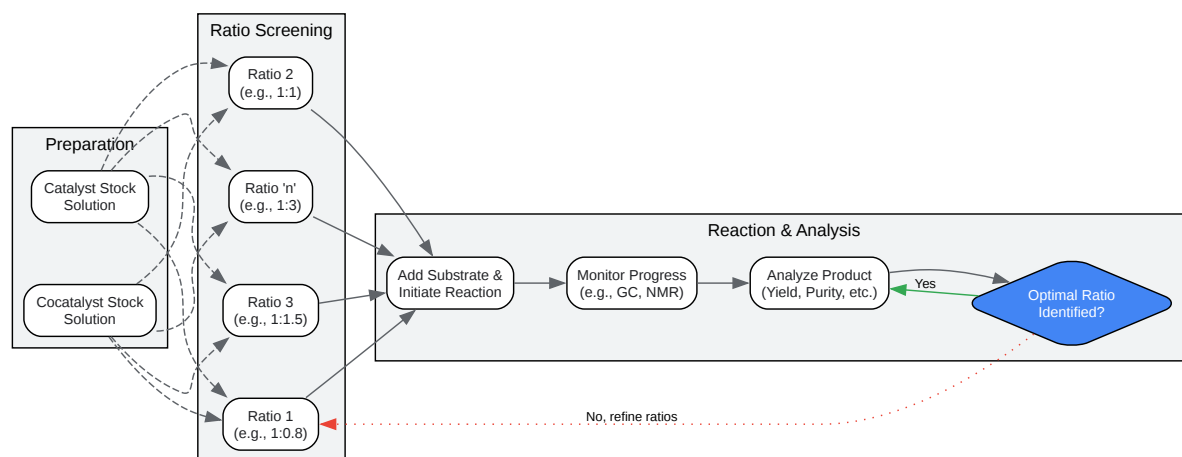 Ratio Screening
Ratio 2
(e.g., 1:1)
Preparation
Catalyst Stock
Solution
Ratio 'n'
(e.g., 1:3)
Reaction & Analysis
Add Substrate &
Initiate Reaction
Monitor Progress
(e.g., GC, NMR)
Analyze Product
(Yield, Purity, etc.)
Yes
Optimal Ratio
Identified?
Cocatalyst Stock
Solution
Ratio 3
(e.g., 1:1.5)
Ratio 1
(e.g., 1:0.8)
No, refine ratios